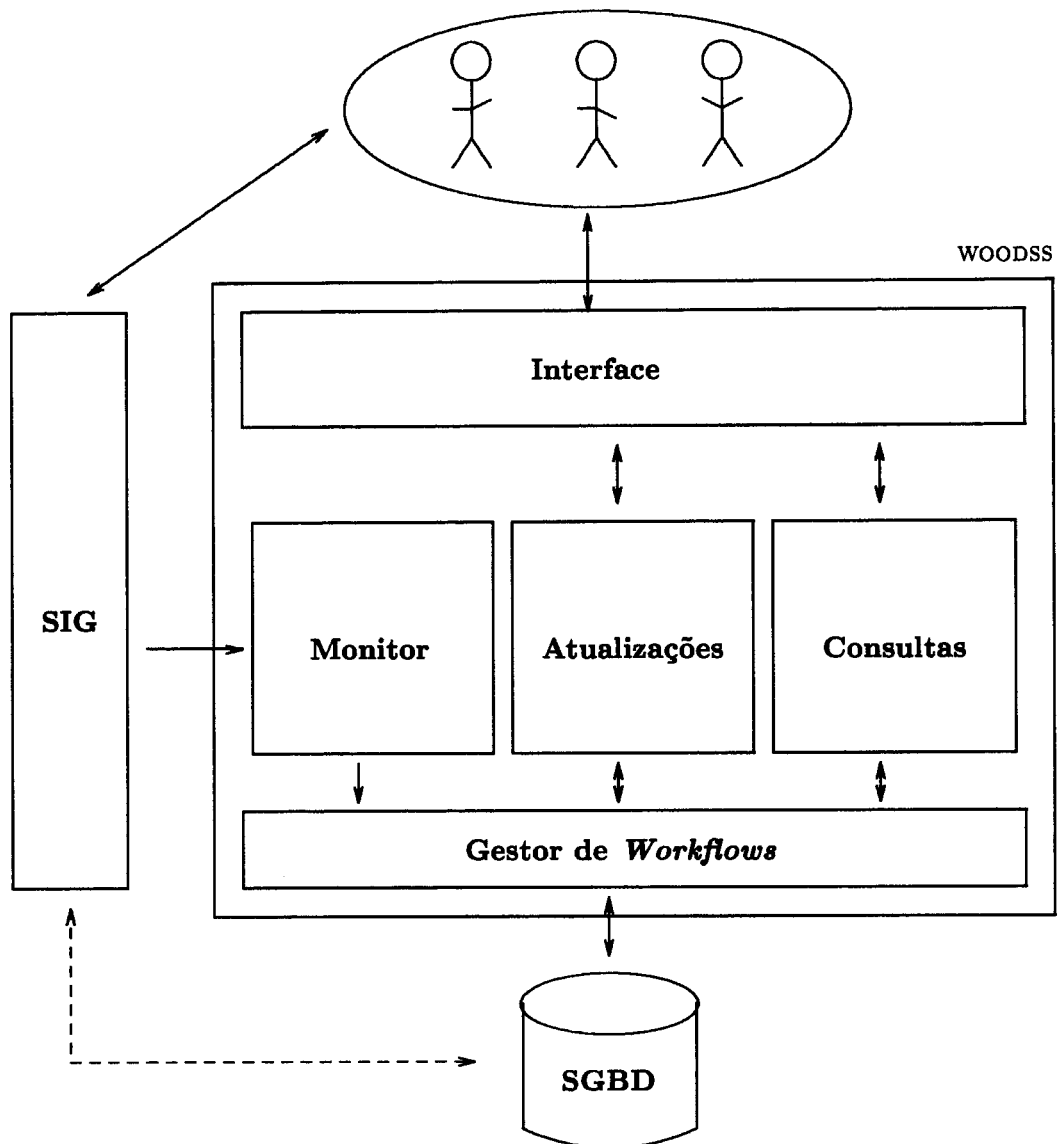 WOODSS
Interface
SIG
Monitor
Atualizações
Consultas
Gestor de Workflows
SGBD